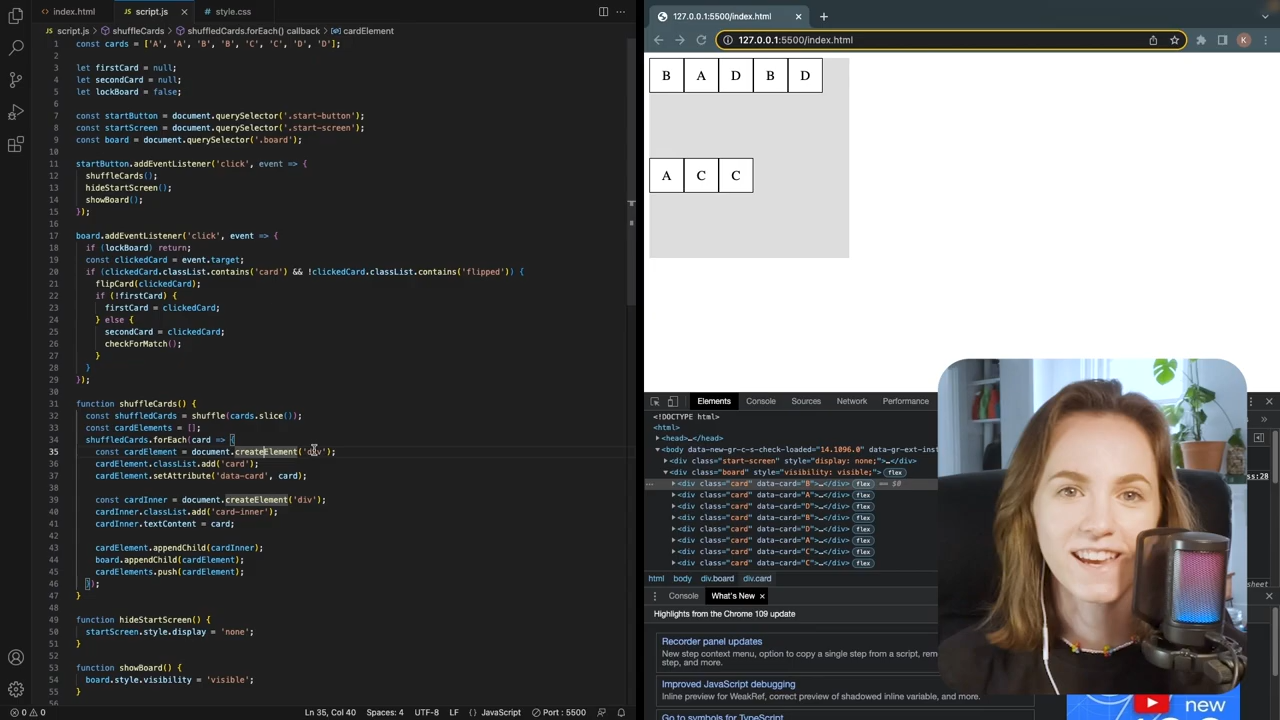 index.html
script.js
style.css
script.js > shuffleCards > shuffledCards.forEach() callback > cardElement
1 const cards = ['A', 'A', 'B', 'B', 'C', 'C', 'D', 'D'];
2
3 let firstCard = null;
4 let secondCard = null;
5 let lockBoard = false;
6
7 const startButton = document.querySelector('.start-button');
8 const startScreen = document.querySelector('.start-screen');
9 const board = document.querySelector('.board');
10
11 startButton.addEventListener('click', event => {
12 shuffleCards();
13 hideStartScreen();
14 showBoard();
15 });
16
17 board.addEventListener('click', event => {
18 if (lockBoard) return;
19 const clickedCard = event.target;
20 if (clickedCard.classList.contains('card') && !clickedCard.classList.contains('flipped')) {
21 flipCard(clickedCard);
22 if (!firstCard) {
23 firstCard = clickedCard;
24 } else {
25 secondCard = clickedCard;
26 checkForMatch();
27 }
28 }
29 });
30
31 function shuffleCards() {
32 const shuffledCards = shuffle(cards.slice());
33 const cardElements = [];
34 shuffledCards.forEach(card => {
35 const cardElement = document.createElement('div');
36 cardElement.classList.add('card');
37 cardElement.setAttribute('data-card', card);
38
39 const cardInner = document.createElement('div');
40 cardInner.classList.add('card-inner');
41 cardInner.textContent = card;
42
43 cardElement.appendChild(cardInner);
44 board.appendChild(cardElement);
45 cardElements.push(cardElement);
46 });
47 }
48
49 function hideStartScreen() {
50 startScreen.style.display = 'none';
51 }
52
53 function showBoard() {
54 board.style.visibility = 'visible';
55 }
0 0
Ln 35, Col 40 Spaces: 4 UTF-8 LF {} JavaScript Port : 5500
127.0.0.1:5500/index.html
127.0.0.1:5500/index.html
K
B A D B D
A C C
Elements Console Sources Network Performance
<!DOCTYPE html>
<html>
<head>…</head>
<body data-new-gr-c-s-check-loaded="14.1096.0" data-gr-ext-inst
<div class="start-screen" style="display: none;">…</div>
<div class="board" style="visibility: visible;"> flex
<div class="card" data-card="B">…</div> flex == $0
<div class="card" data-card="A">…</div> flex
<div class="card" data-card="D">…</div> flex
<div class="card" data-card="B">…</div> flex
<div class="card" data-card="D">…</div> flex
<div class="card" data-card="A">…</div> flex
<div class="card" data-card="C">…</div> flex
<div class="card" data-card="C">…</div> flex
ss:28
html body div.board div.card
Console What's New
Highlights from the Chrome 109 update
Recorder panel updates
New step context menu, option to copy a single step from a script, rem
step, and more.
Improved JavaScript debugging
Inline preview for WeakRef, correct preview of shadowed inline variable, and more.
Go to symbols for TypeScript
new